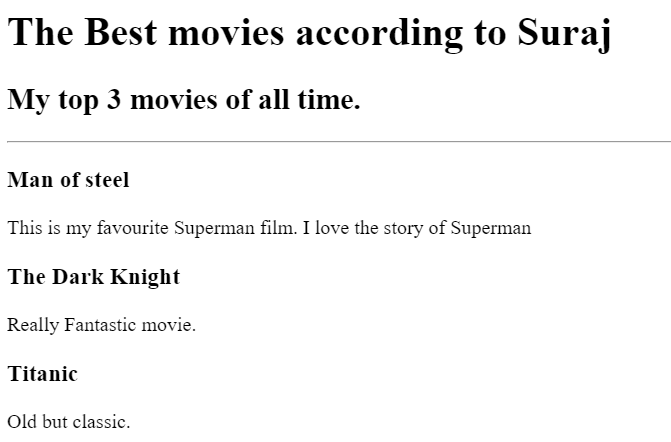 The Best movies according to Suraj
My top 3 movies of all time.
Man of steel
This is my favourite Superman film. I love the story of Superman
The Dark Knight
Really Fantastic movie.
Titanic
Old but classic.